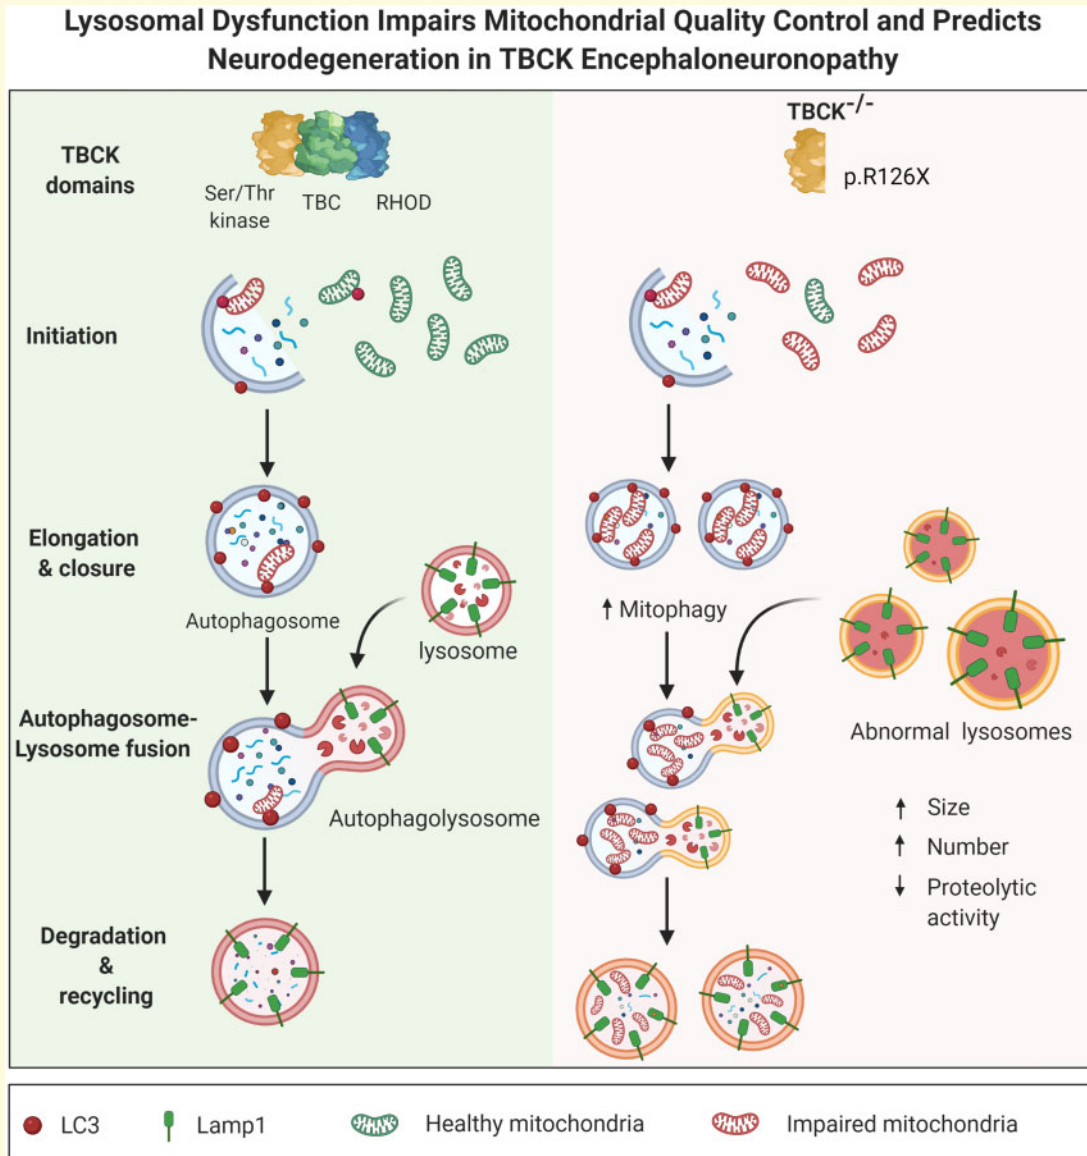 Lysosomal Dysfunction Impairs Mitochondrial Quality Control and Predicts
Neurodegeneration in TBCK Encephaloneuronopathy
TBCK
domains
Ser/Thr
kinase
TBC
RHOD
TBCK-/-
p.R126X
Initiation
Elongation
& closure
Autophagosome
lysosome
↑ Mitophagy
Abnormal lysosomes
Autophagosome-
Lysosome fusion
Autophagolysosome
↑ Size
↑ Number
↓ Proteolytic
activity
Degradation
&
recycling
LC3
Lamp1
Healthy mitochondria
Impaired mitochondria